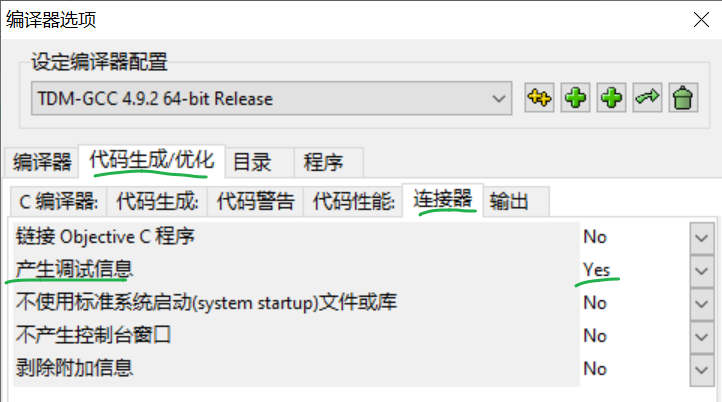 编译器选项
设定编译器配置
TDM-GCC 4.9.2 64-bit Release
编译器 代码生成/优化 目录 程序
C 编译器: 代码生成: 代码警告 代码性能: 连接器 输出
链接 Objective C 程序 No
产生调试信息 Yes
不使用标准系统启动(system startup)文件或库 No
不产生控制台窗口 No
剥除附加信息 No